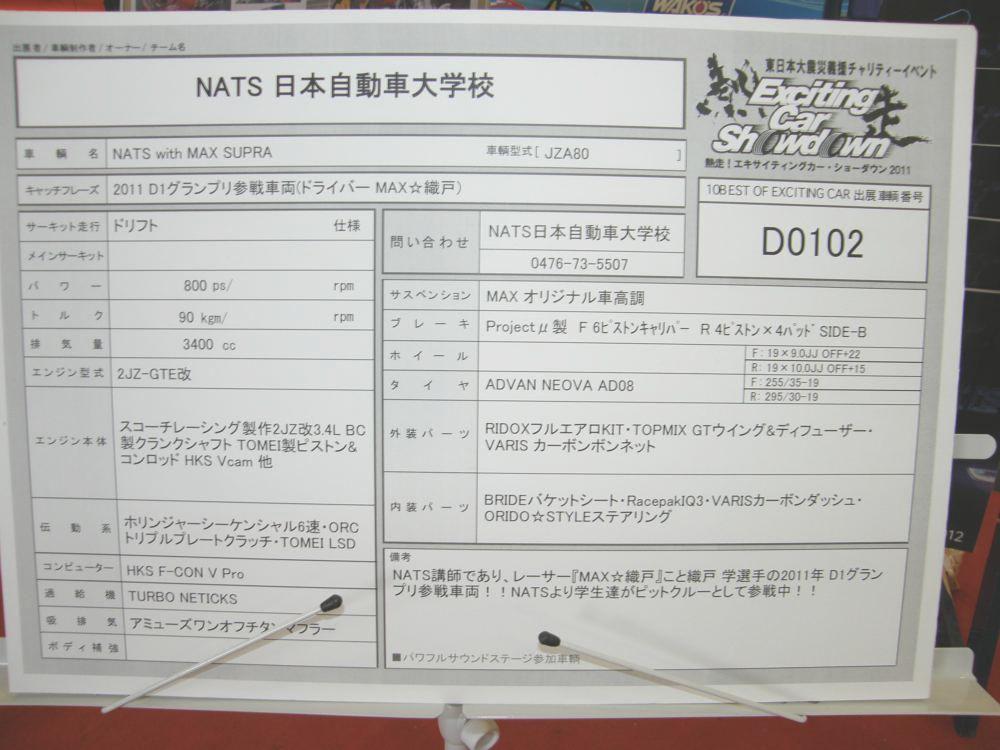 WAKO'S
出展者/車輌制作者/オーナー/チーム名
NATS 日本自動車大学校
東日本大震災義援チャリティーイベント
Exciting
Car
Showdown
熱走!エキサイティングカー・ショーダウン2011
車輌名 NATS with MAX SUPRA 車輌型式[ JZA80 ]
キャッチフレーズ 2011 D1グランプリ参戦車両(ドライバー MAX☆織戸)
10BEST OF EXCITING CAR 出展車輌番号
D0102
サーキット走行 ドリフト 仕様
メインサーキット
パワー 800 ps/ rpm
トルク 90 kgm/ rpm
排気量 3400 cc
エンジン型式 2JZ-GTE改
エンジン本体
スコーチレーシング製作2JZ改3.4L BC
製クランクシャフト TOMEI製ピストン&
コンロッド HKS Vcam 他
伝動系
ホリンジャーシーケンシャル6速・ORC
トリプルプレートクラッチ・TOMEI LSD
コンピューター HKS F-CON V Pro
過給機 TURBO NETICKS
吸排気 アミューズワンオフチタンマフラー
ボディ補強
問い合わせ
NATS日本自動車大学校
0476-73-5507
サスペンション MAX オリジナル車高調
ブレーキ Projectμ製 F 6ピストンキャリパー R 4ピストン×4パッド SIDE-B
ホイール
F: 19×9.0JJ OFF+22
R: 19×10.0JJ OFF+15
タイヤ ADVAN NEOVA AD08
F: 255/35-19
R: 295/30-19
外装パーツ
RIDOXフルエアロKIT・TOPMIX GTウイング&ディフューザー・
VARIS カーボンボンネット
内装パーツ
BRIDEバケットシート・RacepakIQ3・VARISカーボンダッシュ・
ORIDO☆STYLEステアリング
備考
NATS講師であり、レーサー『MAX☆織戸』こと織戸 学選手の2011年 D1グラン
プリ参戦車両!!NATSより学生達がピットクルーとして参戦中!!
■パワフルサウンドステージ参加車輌